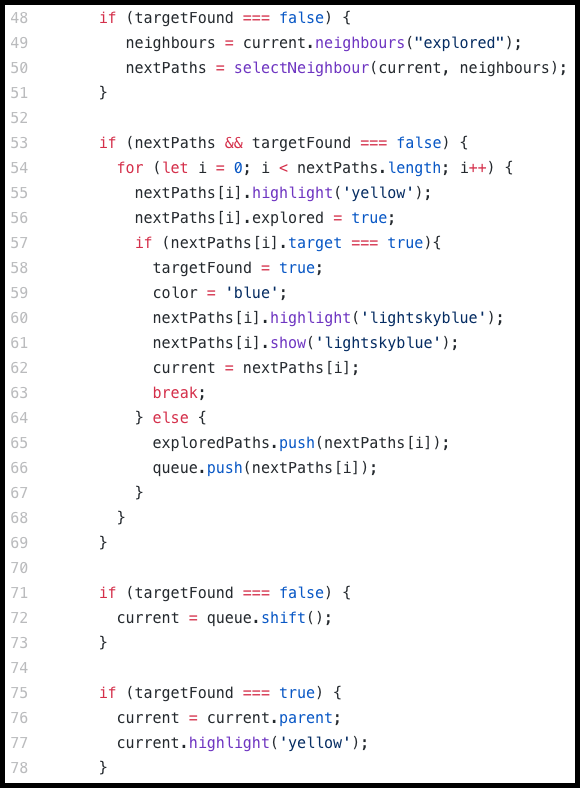 48        if (targetFound === false) {
49           neighbours = current.neighbours("explored");
50           nextPaths = selectNeighbour(current, neighbours);
51        }
52
53        if (nextPaths && targetFound === false) {
54          for (let i = 0; i < nextPaths.length; i++) {
55            nextPaths[i].highlight('yellow');
56            nextPaths[i].explored = true;
57            if (nextPaths[i].target === true){
58              targetFound = true;
59              color = 'blue';
60              nextPaths[i].highlight('lightskyblue');
61              nextPaths[i].show('lightskyblue');
62              current = nextPaths[i];
63              break;
64            } else {
65              exploredPaths.push(nextPaths[i]);
66              queue.push(nextPaths[i]);
67            }
68          }
69        }
70
71        if (targetFound === false) {
72          current = queue.shift();
73        }
74
75        if (targetFound === true) {
76          current = current.parent;
77          current.highlight('yellow');
78        }